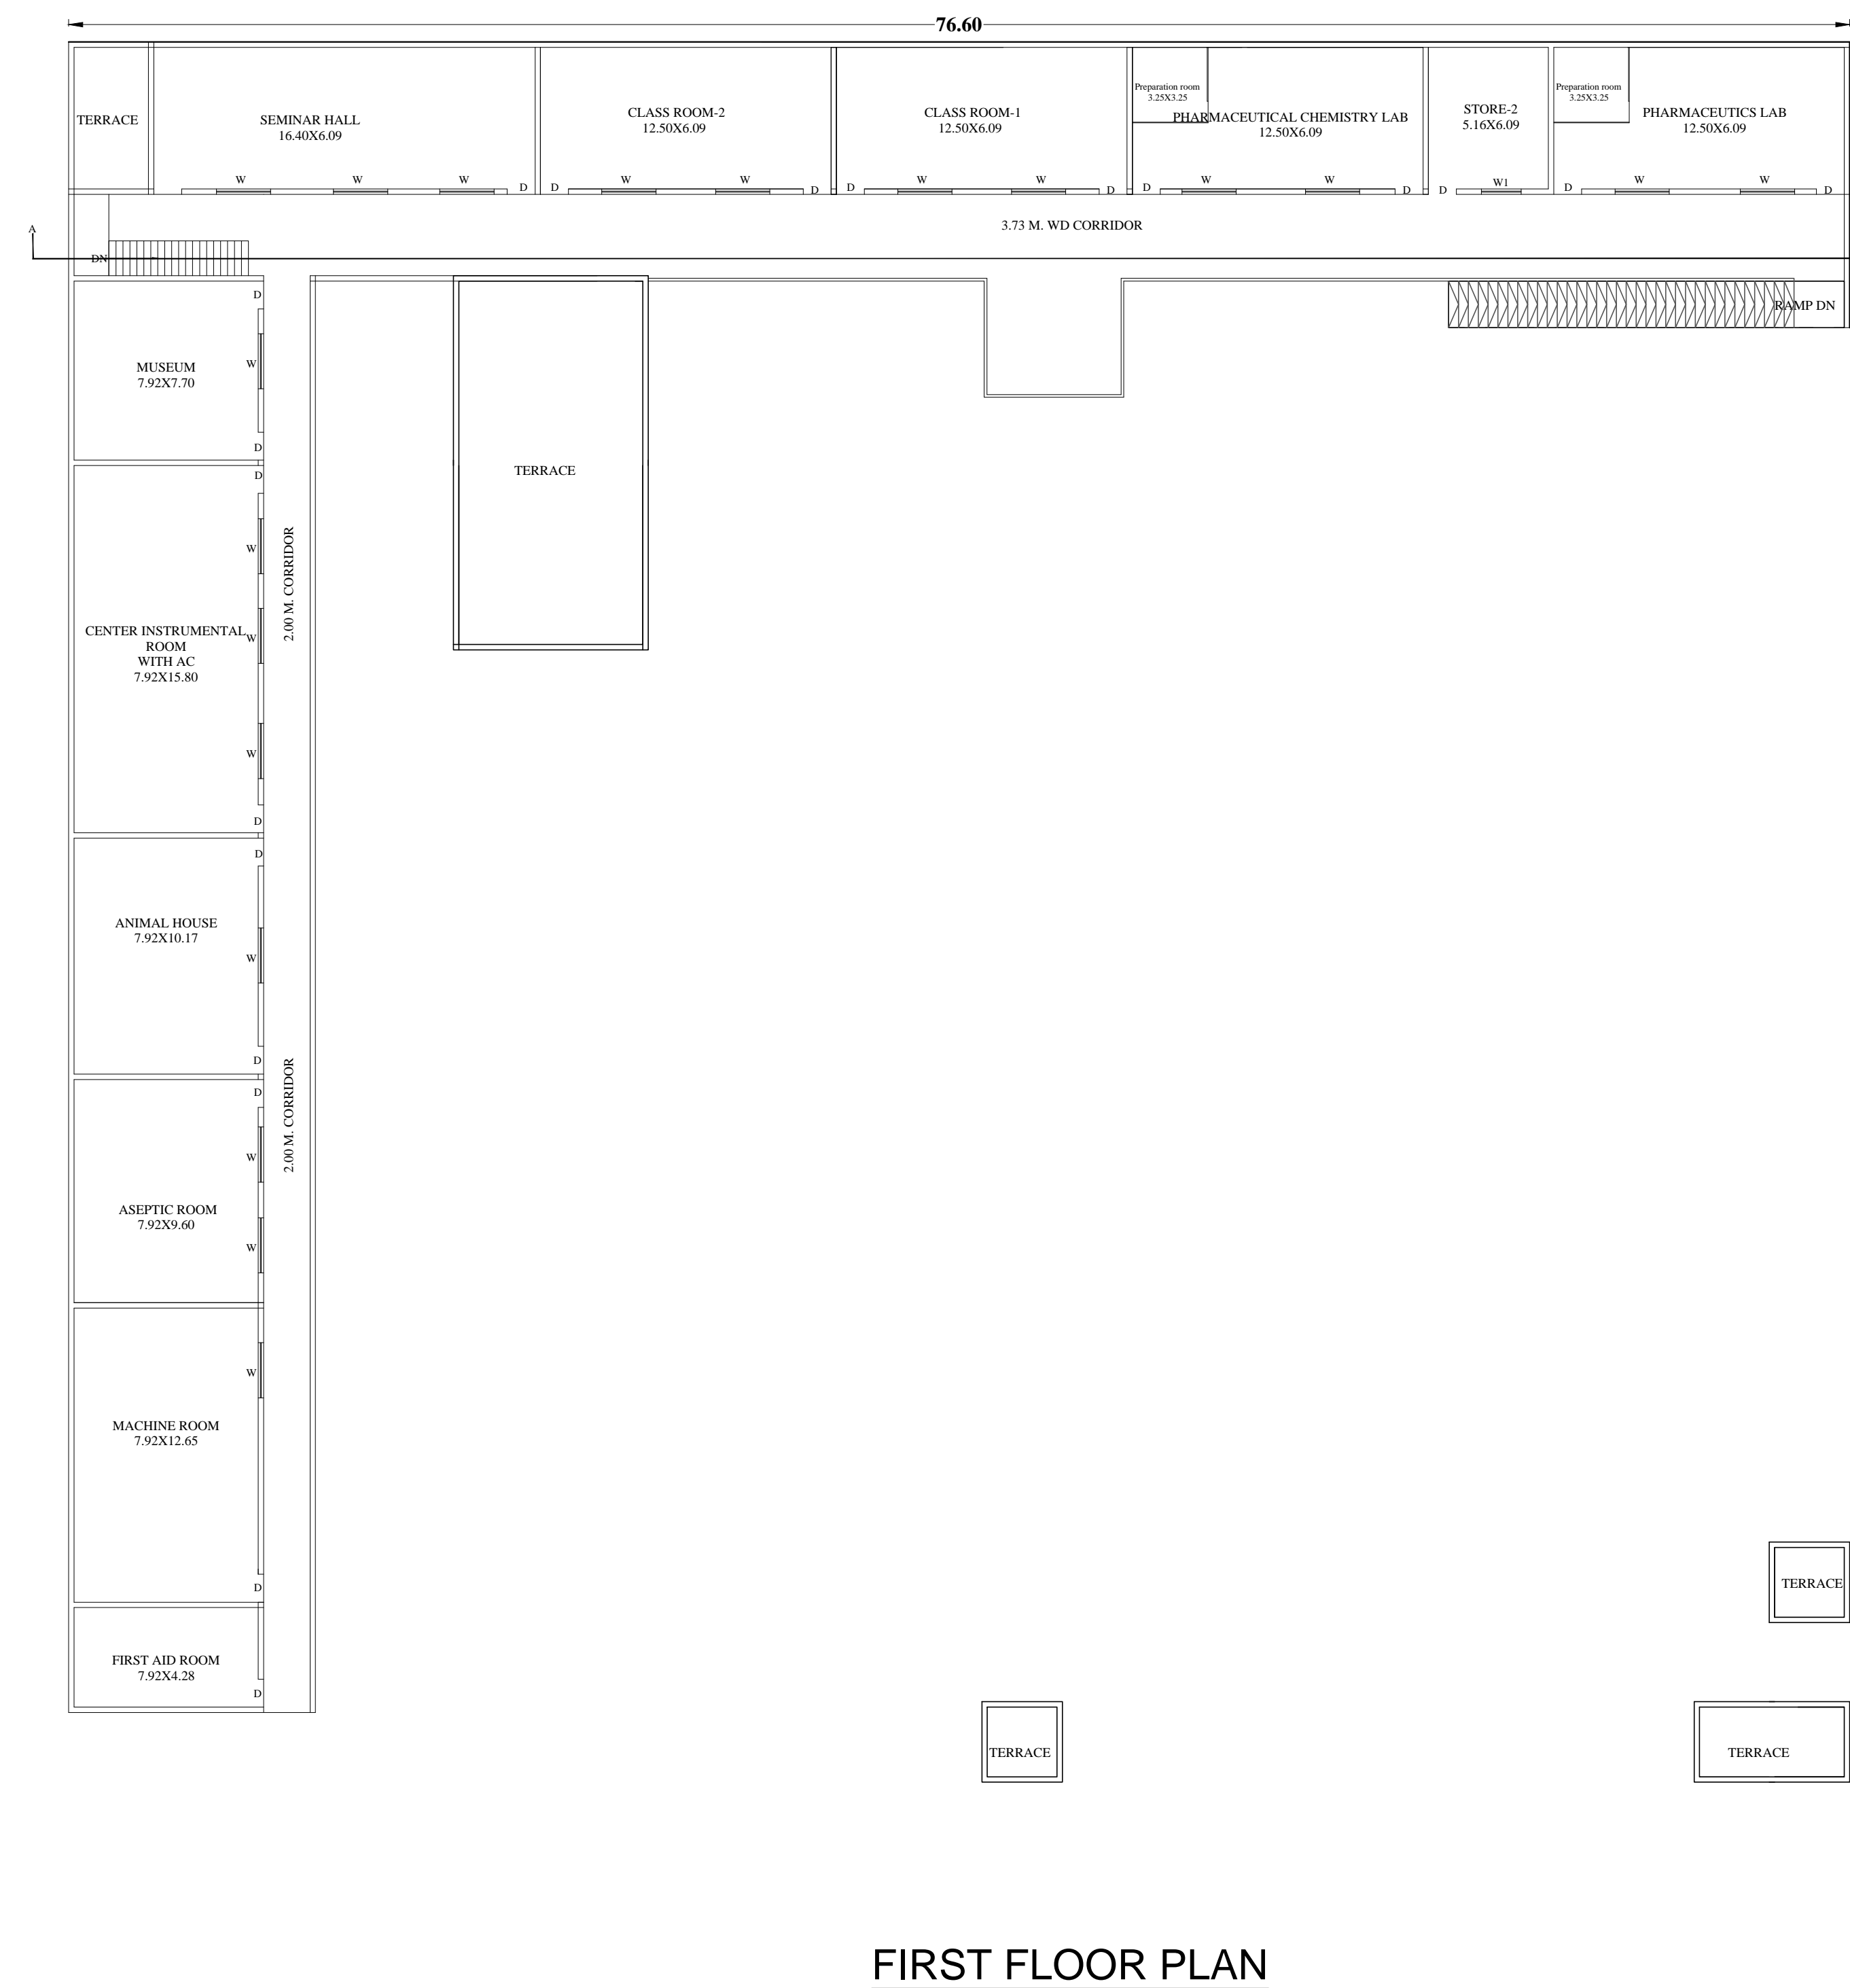 76.60
TERRACE
SEMINAR HALL
16.40X6.09
CLASS ROOM-2
12.50X6.09
CLASS ROOM-1
12.50X6.09
Preparation room
3.25X3.25
PHARMACEUTICAL CHEMISTRY LAB
12.50X6.09
STORE-2
5.16X6.09
Preparation room
3.25X3.25
PHARMACEUTICS LAB
12.50X6.09
W
W
W
D
D
W
W
D
D
W
W
D
D
W
W
D
D
W1
D
W
W
D
3.73 M. WD CORRIDOR
A
DN
RAMP DN
D
W
MUSEUM
7.92X7.70
D
D
W
TERRACE
2.00 M. CORRIDOR
CENTER INSTRUMENTAL
ROOM
WITH AC
7.92X15.80
W
W
D
D
ANIMAL HOUSE
7.92X10.17
W
D
D
2.00 M. CORRIDOR
W
ASEPTIC ROOM
7.92X9.60
W
W
MACHINE ROOM
7.92X12.65
D
FIRST AID ROOM
7.92X4.28
D
TERRACE
TERRACE
TERRACE
FIRST FLOOR PLAN